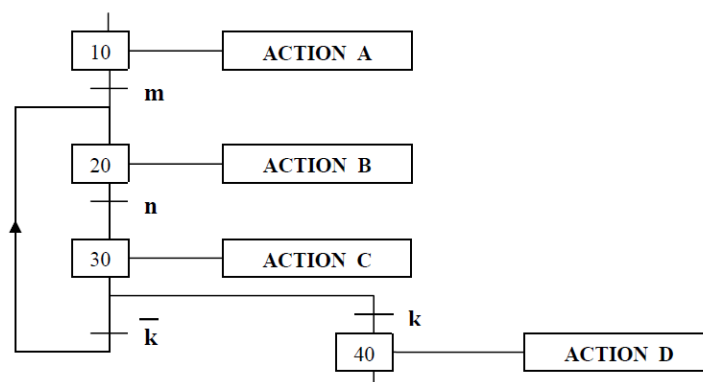 10 ACTION A
m
20 ACTION B
n
30 ACTION C
k̅ k
40 ACTION D